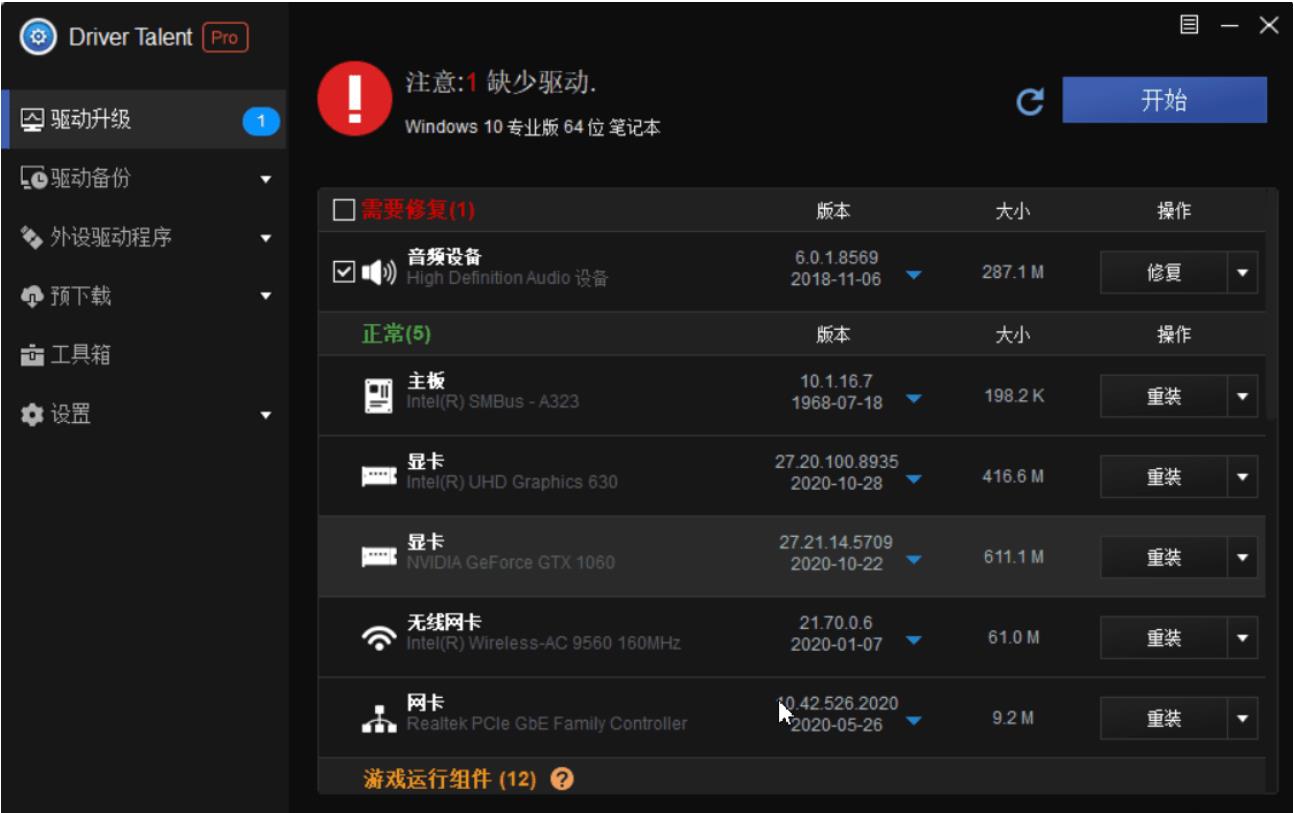 Driver Talent Pro
驱动升级 1
驱动备份
外设驱动程序
预下载
工具箱
设置
注意:1 缺少驱动.
Windows 10 专业版 64 位 笔记本
开始
需要修复(1) 版本 大小 操作
音频设备
High Definition Audio 设备
6.0.1.8569
2018-11-06
287.1 M
修复
正常(5) 版本 大小 操作
主板
Intel(R) SMBus - A323
10.1.16.7
1968-07-18
198.2 K
重装
显卡
Intel(R) UHD Graphics 630
27.20.100.8935
2020-10-28
416.6 M
重装
显卡
NVIDIA GeForce GTX 1060
27.21.14.5709
2020-10-22
611.1 M
重装
无线网卡
Intel(R) Wireless-AC 9560 160MHz
21.70.0.6
2020-01-07
61.0 M
重装
网卡
Realtek PCIe GbE Family Controller
10.42.526.2020
2020-05-26
9.2 M
重装
游戏运行组件 (12) ?